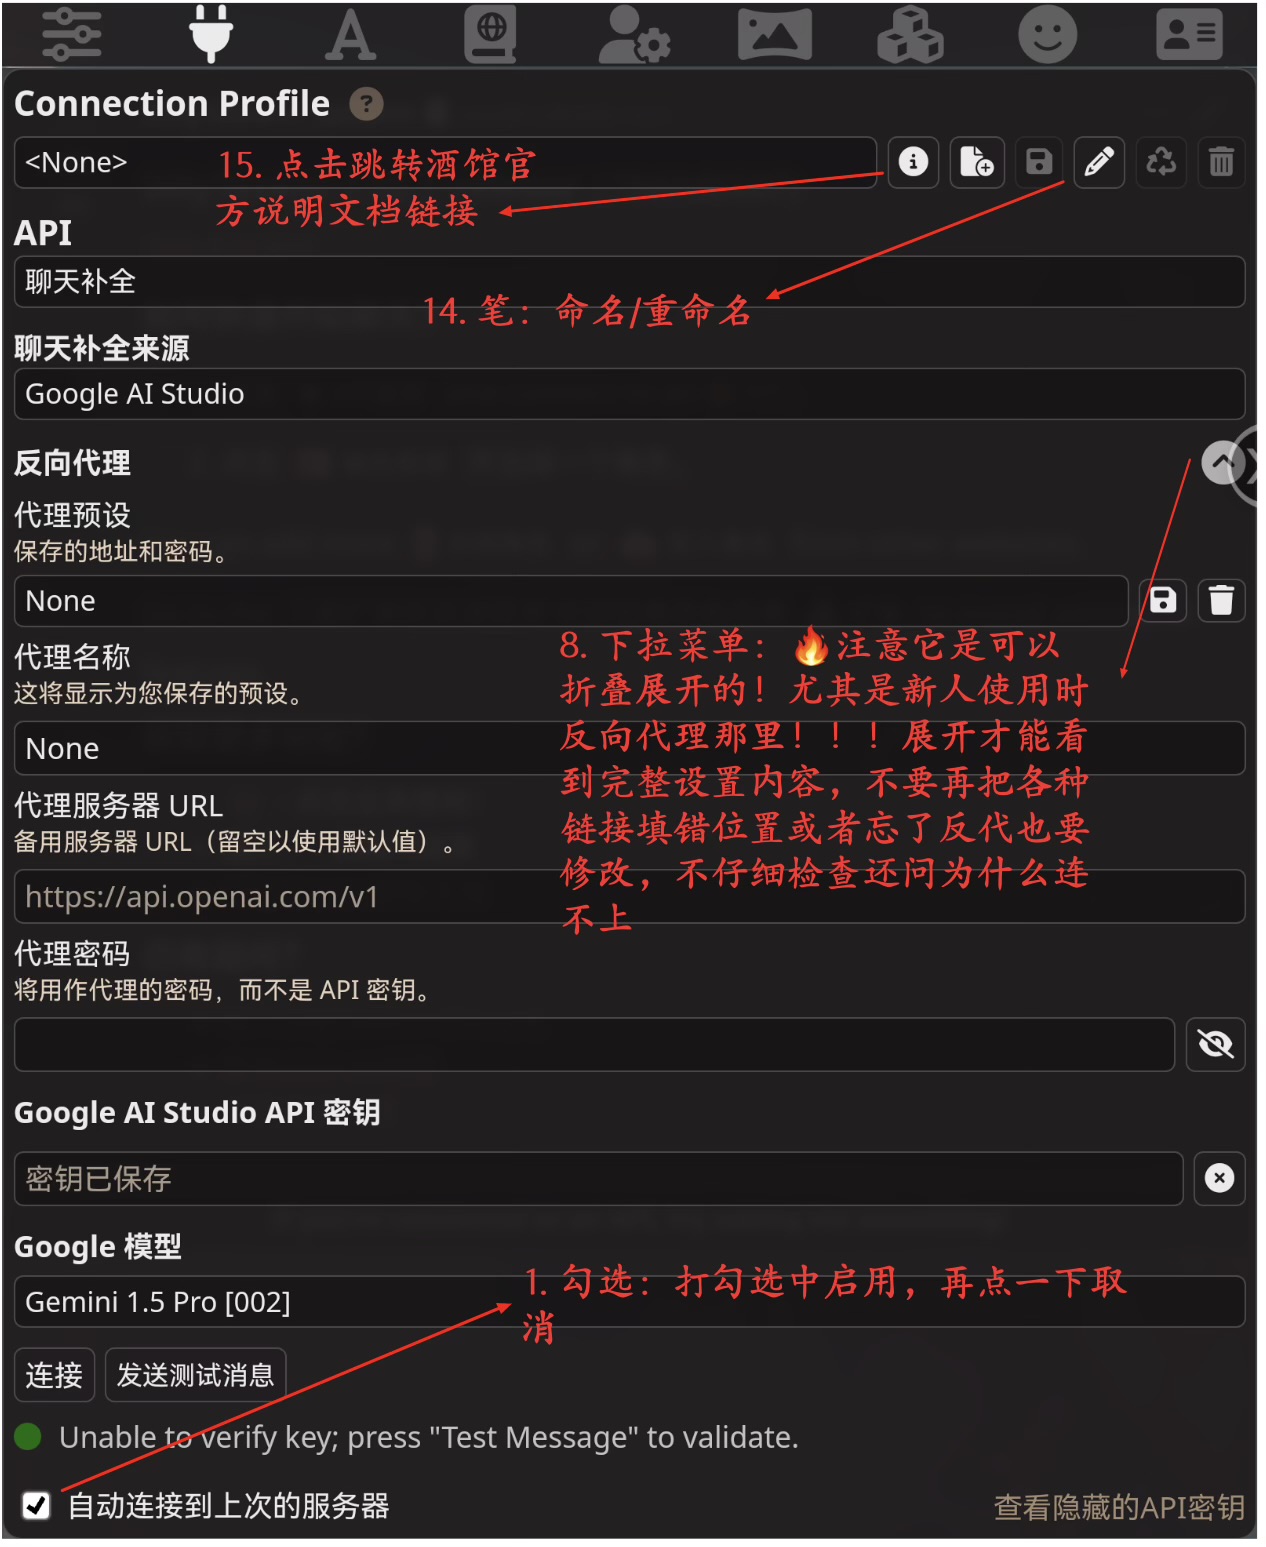 Connection Profile ?
<None>
15. 点击跳转酒馆官
方说明文档链接
API
聊天补全
14. 笔：命名/重命名
聊天补全来源
Google AI Studio
反向代理
代理预设
保存的地址和密码。
None
代理名称
这将显示为您保存的预设。
None
代理服务器 URL
备用服务器 URL（留空以使用默认值）。
https://api.openai.com/v1
8. 下拉菜单：🔥注意它是可以
折叠展开的！尤其是新人使用时
反向代理那里！！！展开才能看
到完整设置内容，不要再把各种
链接填错位置或者忘了反代也要
修改，不仔细检查还问为什么连
不上
代理密码
将用作代理的密码，而不是 API 密钥。
Google AI Studio API 密钥
密钥已保存
Google 模型
Gemini 1.5 Pro [002]
1. 勾选：打勾选中启用，再点一下取
消
连接 发送测试消息
Unable to verify key; press "Test Message" to validate.
自动连接到上次的服务器 查看隐藏的API密钥